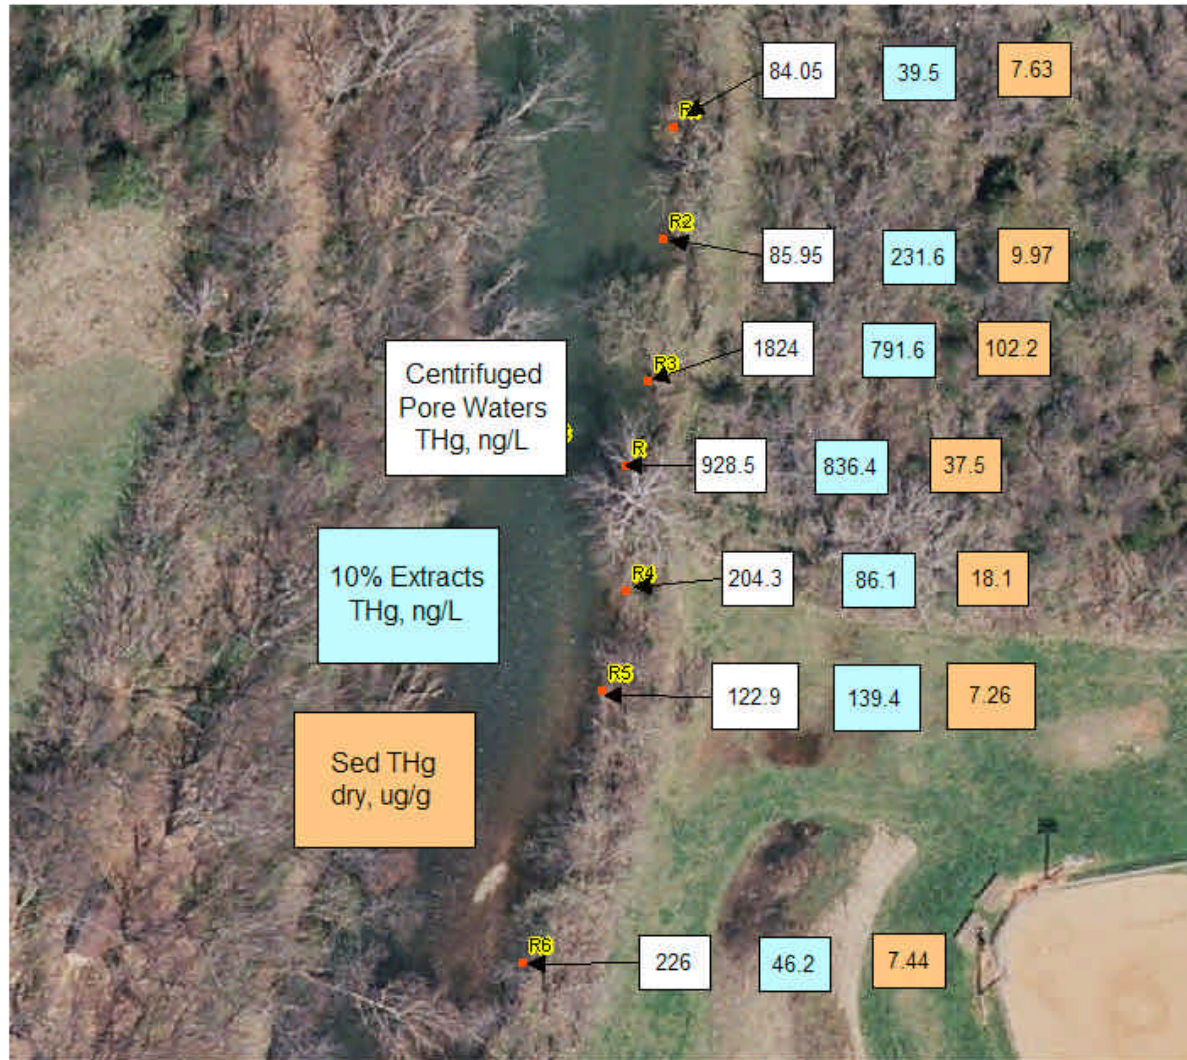 84.05 39.5 7.63
R2
85.95 231.6 9.97
1824 791.6 102.2
R3
Centrifuged
Pore Waters
THg, ng/L
R
928.5 836.4 37.5
10% Extracts
THg, ng/L
R4
204.3 86.1 18.1
R5
122.9 139.4 7.26
Sed THg
dry, ug/g
R6
226 46.2 7.44